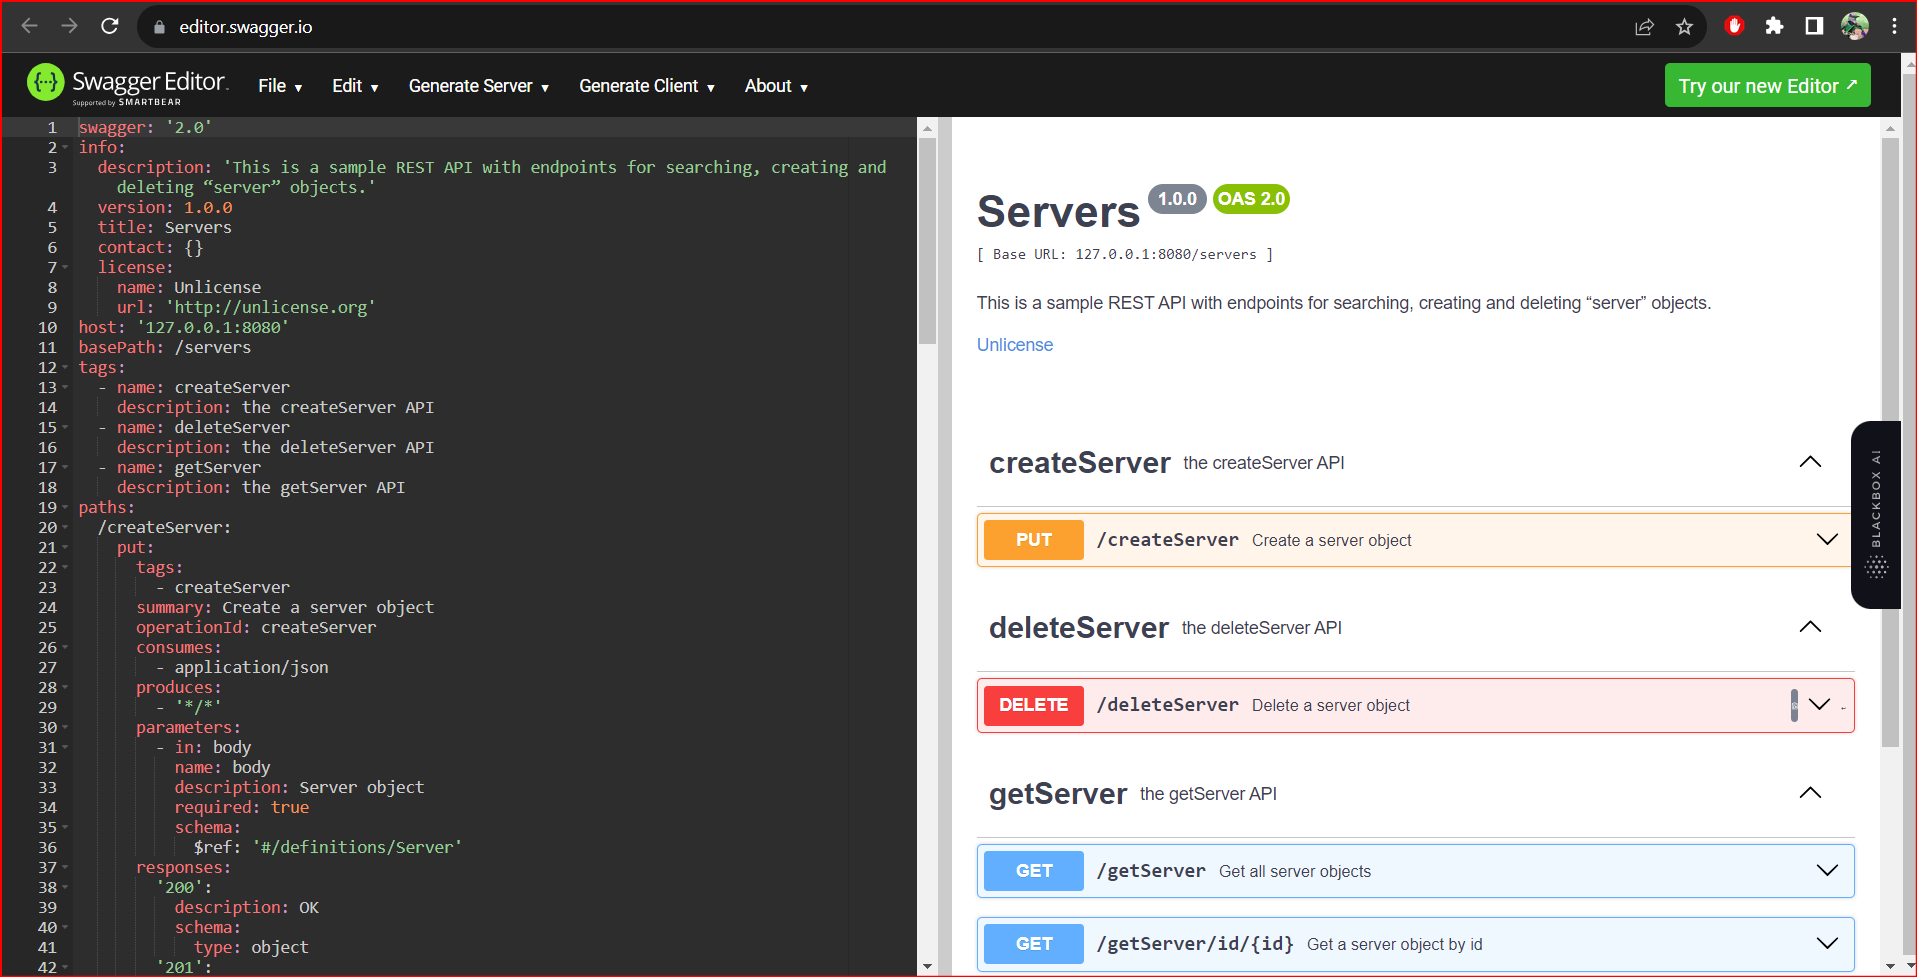 editor.swagger.io
Swagger Editor.
Supported by SMARTBEAR
File ▾ Edit ▾ Generate Server ▾ Generate Client ▾ About ▾
Try our new Editor ↗
1 swagger: '2.0'
2 info:
3 description: 'This is a sample REST API with endpoints for searching, creating and
deleting “server” objects.'
4 version: 1.0.0
5 title: Servers
6 contact: {}
7 license:
8 name: Unlicense
9 url: 'http://unlicense.org'
10 host: '127.0.0.1:8080'
11 basePath: /servers
12 tags:
13 - name: createServer
14 description: the createServer API
15 - name: deleteServer
16 description: the deleteServer API
17 - name: getServer
18 description: the getServer API
19 paths:
20 /createServer:
21 put:
22 tags:
23 - createServer
24 summary: Create a server object
25 operationId: createServer
26 consumes:
27 - application/json
28 produces:
29 - '*/*'
30 parameters:
31 - in: body
32 name: body
33 description: Server object
34 required: true
35 schema:
36 $ref: '#/definitions/Server'
37 responses:
38 '200':
39 description: OK
40 schema:
41 type: object
42 '201':
Servers 1.0.0 OAS 2.0
[ Base URL: 127.0.0.1:8080/servers ]
This is a sample REST API with endpoints for searching, creating and deleting “server” objects.
Unlicense
createServer the createServer API
PUT /createServer Create a server object
deleteServer the deleteServer API
DELETE /deleteServer Delete a server object
getServer the getServer API
GET /getServer Get all server objects
GET /getServer/id/{id} Get a server object by id
BLACKBOX AI